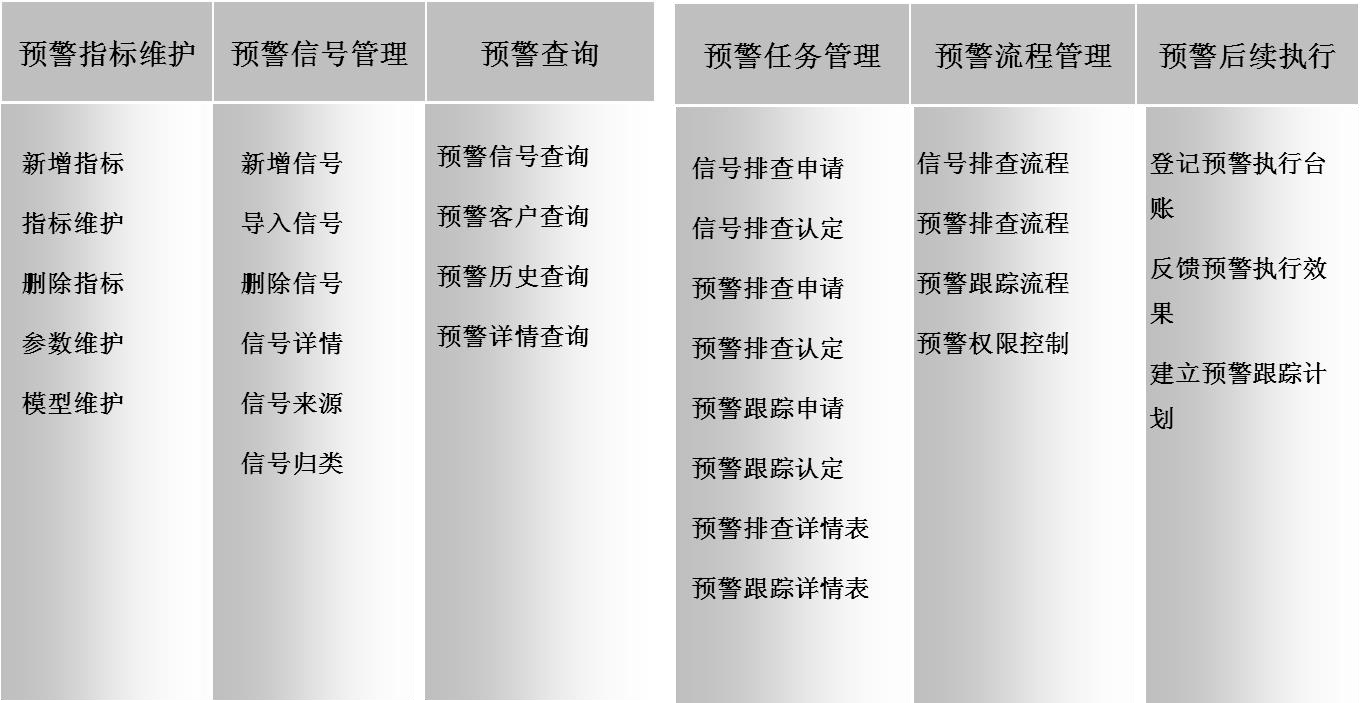 预警指标维护
新增指标
指标维护
删除指标
参数维护
模型维护
预警信号管理
新增信号
导入信号
删除信号
信号详情
信号来源
信号归类
预警查询
预警信号查询
预警客户查询
预警历史查询
预警详情查询
预警任务管理
信号排查申请
信号排查认定
预警排查申请
预警排查认定
预警跟踪申请
预警跟踪认定
预警排查详情表
预警跟踪详情表
预警流程管理
信号排查流程
预警排查流程
预警跟踪流程
预警权限控制
预警后续执行
登记预警执行台
账
反馈预警执行效
果
建立预警跟踪计
划